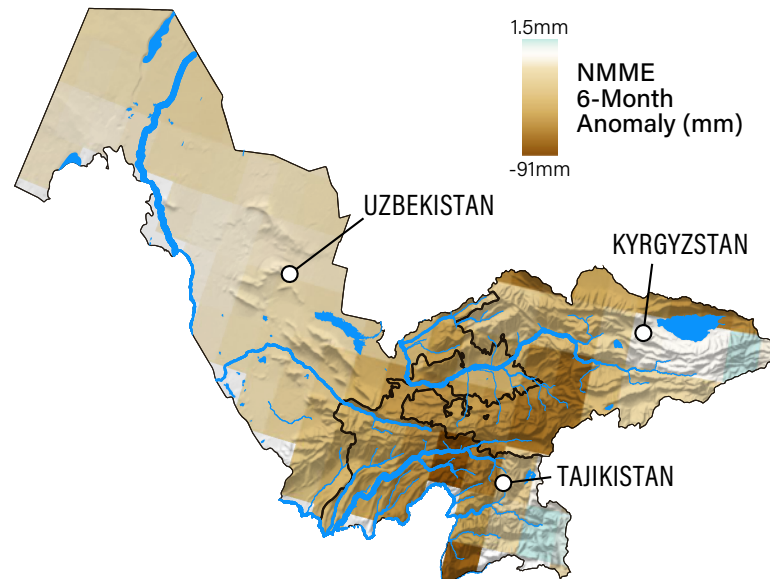 1.5mm
NMME
6-Month
Anomaly (mm)
-91mm
UZBEKISTAN
KYRGYZSTAN
TAJIKISTAN